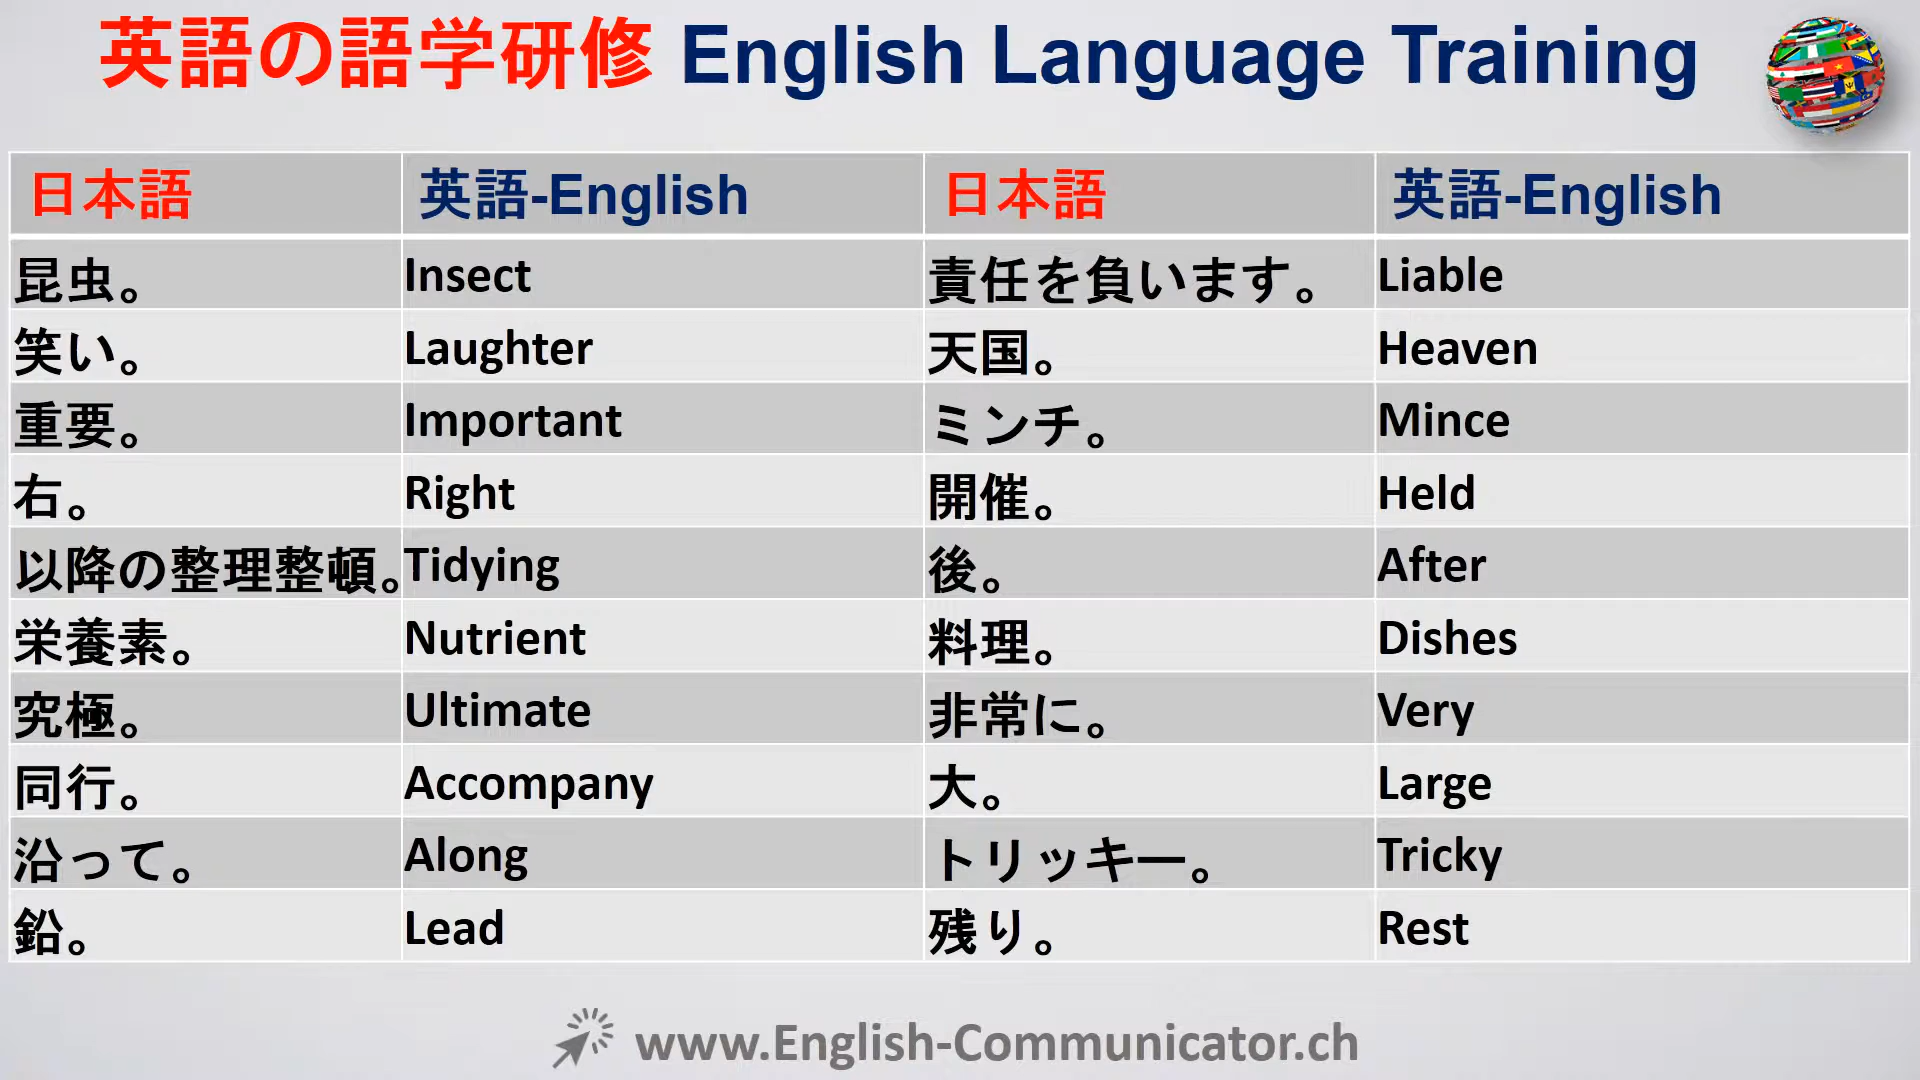 英語の語学研修 English Language Training
日本語 英語-English 日本語 英語-English
昆虫。 Insect 責任を負います。 Liable
笑い。 Laughter 天国。 Heaven
重要。 Important ミンチ。 Mince
右。 Right 開催。 Held
以降の整理整頓。 Tidying 後。 After
栄養素。 Nutrient 料理。 Dishes
究極。 Ultimate 非常に。 Very
同行。 Accompany 大。 Large
沿って。 Along トリッキー。 Tricky
鉛。 Lead 残り。 Rest
www.English-Communicator.ch